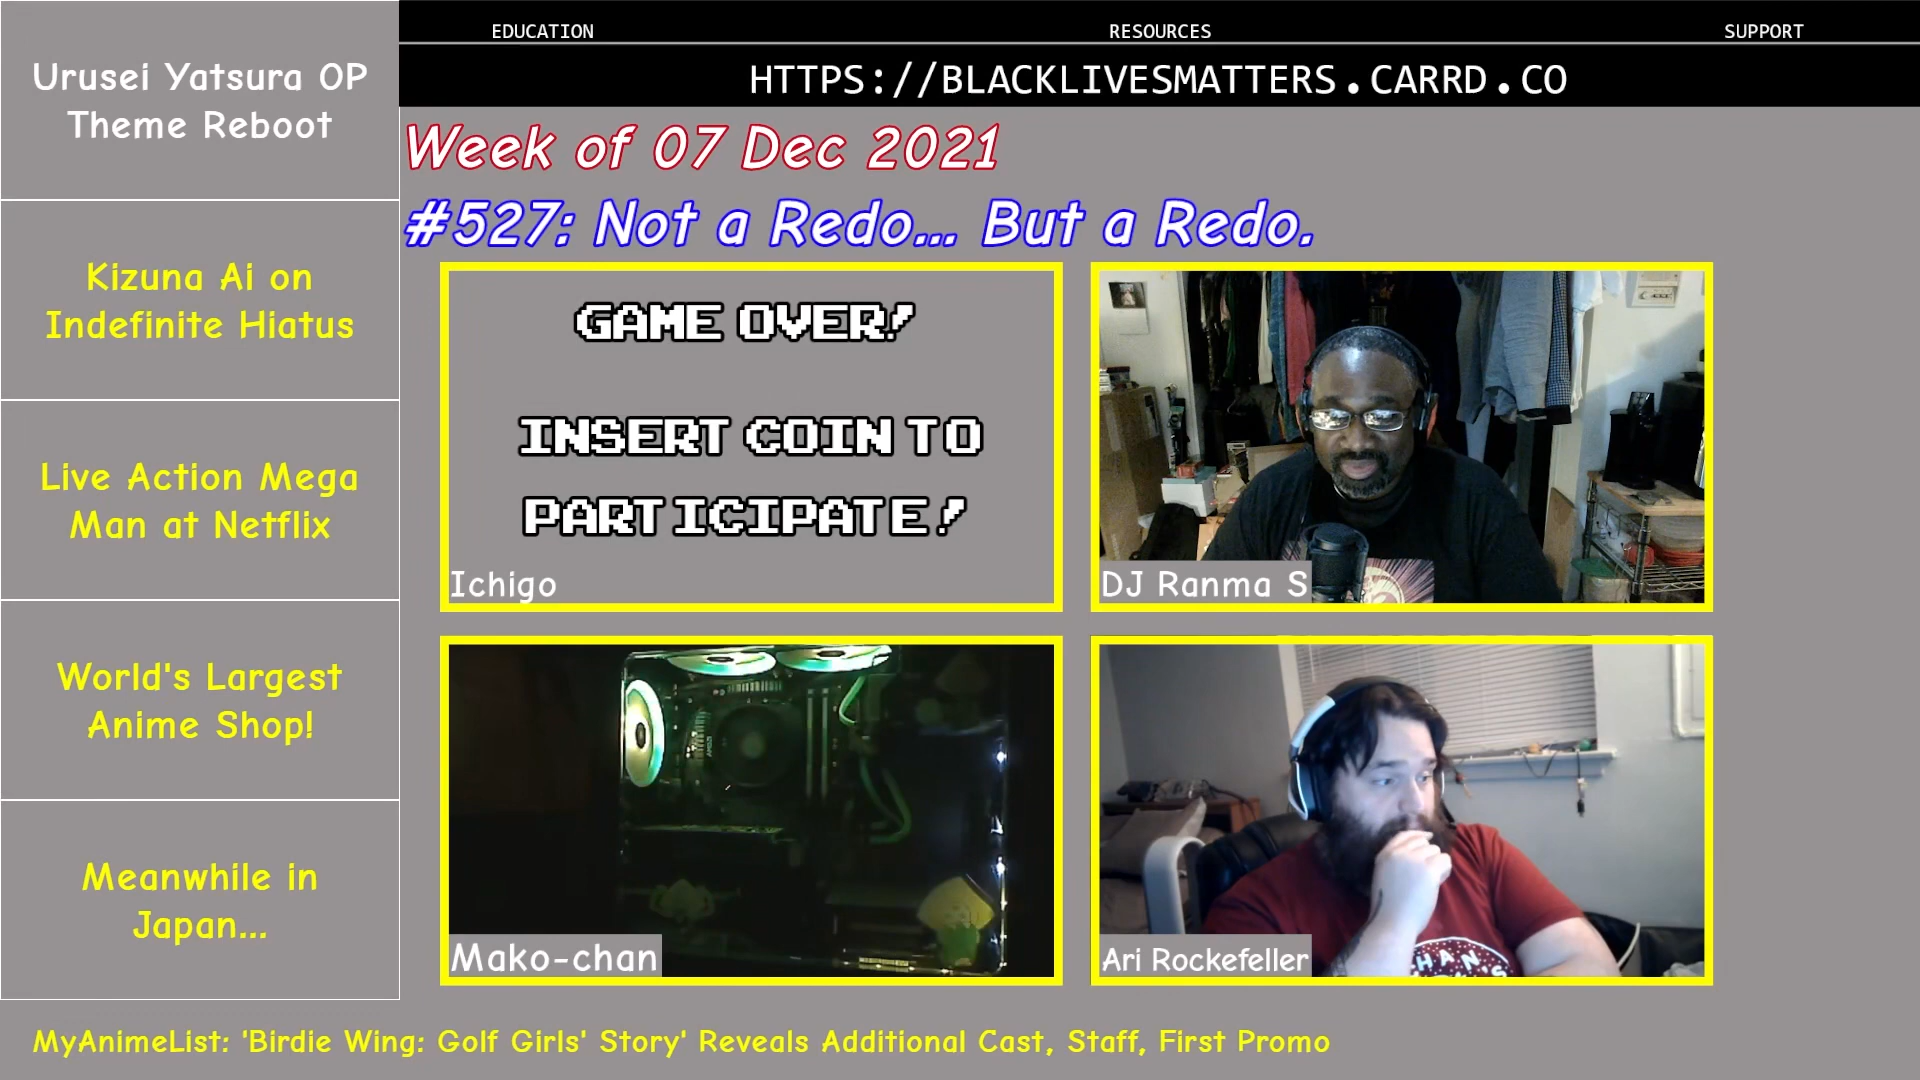 EDUCATION RESOURCES SUPPORT
HTTPS://BLACKLIVESMATTERS.CARRD.CO
Urusei Yatsura OP
Theme Reboot
Kizuna Ai on
Indefinite Hiatus
Live Action Mega
Man at Netflix
World's Largest
Anime Shop!
Meanwhile in
Japan...
Week of 07 Dec 2021
#527: Not a Redo... But a Redo.
GAME OVER!
INSERT COIN TO
PARTICIPATE!
Ichigo
DJ Ranma S
Mako-chan
Ari Rockefeller
MyAnimeList: 'Birdie Wing: Golf Girls' Story' Reveals Additional Cast, Staff, First Promo